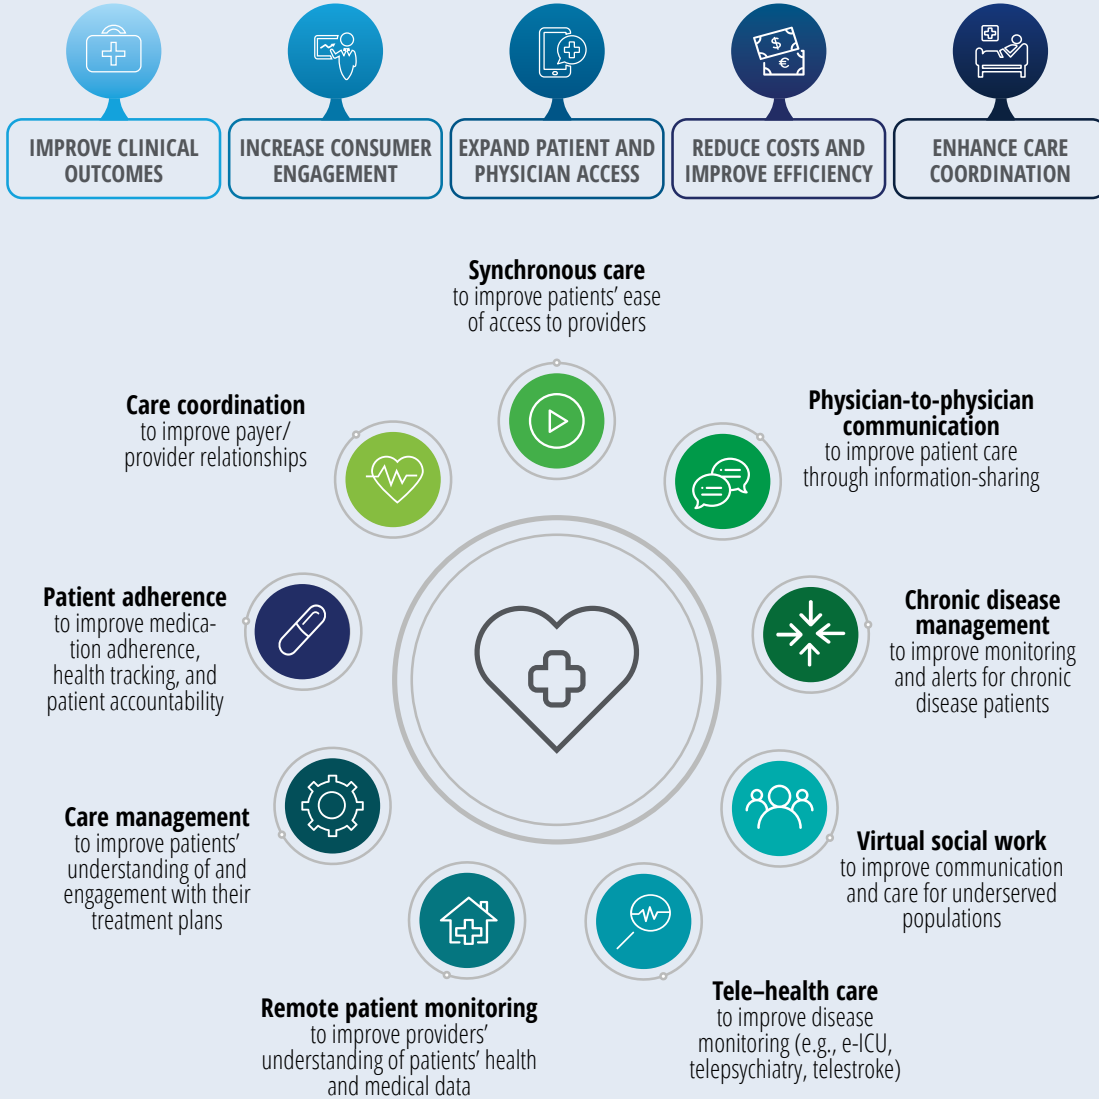 $
€
IMPROVE CLINICAL
OUTCOMES
INCREASE CONSUMER
ENGAGEMENT
EXPAND PATIENT AND
PHYSICIAN ACCESS
REDUCE COSTS AND
IMPROVE EFFICIENCY
ENHANCE CARE
COORDINATION
Synchronous care
to improve patients’ ease
of access to providers
Physician-to-physician
communication
to improve patient care
through information-sharing
Chronic disease
management
to improve monitoring
and alerts for chronic
disease patients
Virtual social work
to improve communication
and care for underserved
populations
Tele–health care
to improve disease
monitoring (e.g., e-ICU,
telepsychiatry, telestroke)
Remote patient monitoring
to improve providers’
understanding of patients’ health
and medical data
Care management
to improve patients’
understanding of and
engagement with their
treatment plans
Patient adherence
to improve medica-
tion adherence,
health tracking, and
patient accountability
Care coordination
to improve payer/
provider relationships